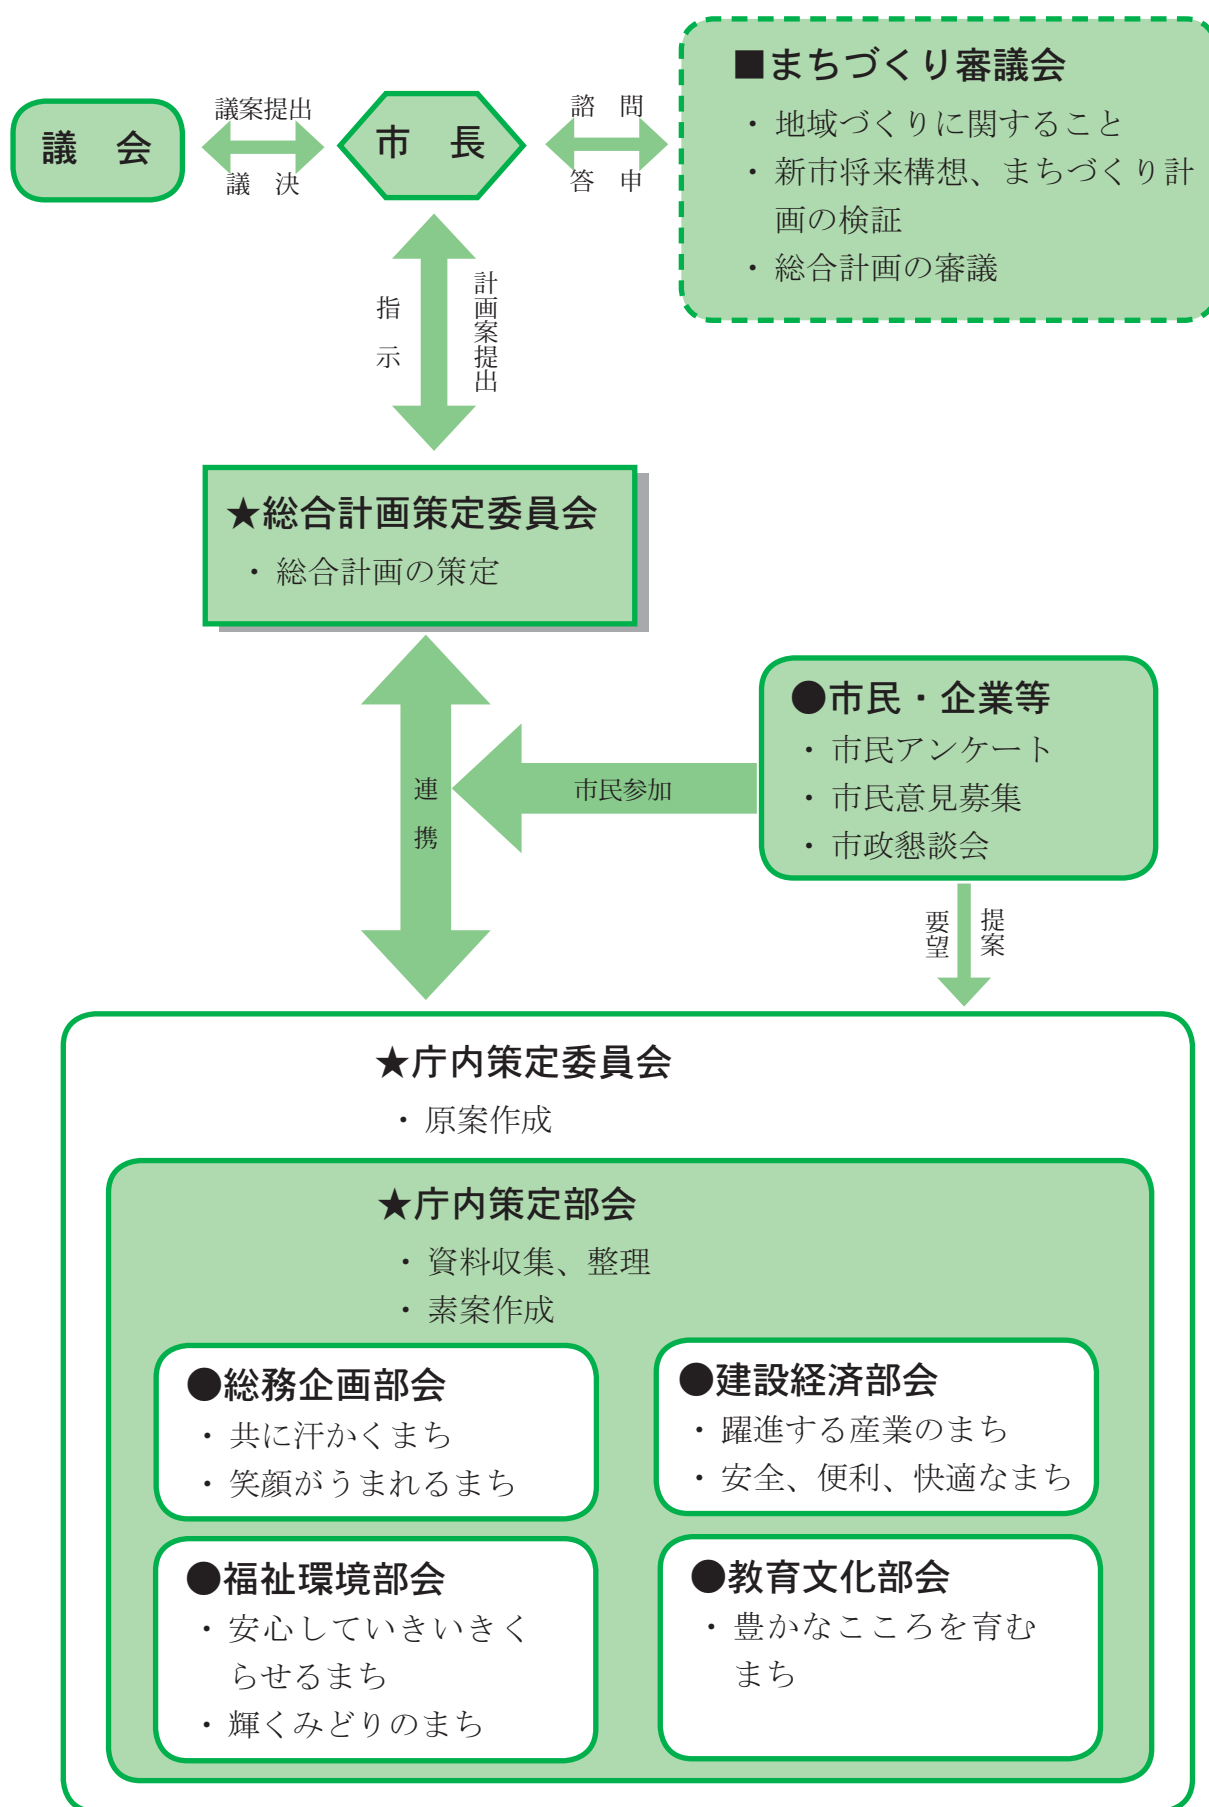 議　会
議案提出
議　決
市　長
諮　問
答　申
■まちづくり審議会
・ 地域づくりに関すること
・ 新市将来構想、まちづくり計
画の検証
・ 総合計画の審議
指　示
計画案提出
★総合計画策定委員会
・ 総合計画の策定
連　携
市民参加
●市民・企業等
・ 市民アンケート
・ 市民意見募集
・ 市政懇談会
提案
要望
★庁内策定委員会
・ 原案作成
★庁内策定部会
・ 資料収集、整理
・ 素案作成
●総務企画部会
・ 共に汗かくまち
・ 笑顔がうまれるまち
●建設経済部会
・ 躍進する産業のまち
・ 安全、便利、快適なまち
●福祉環境部会
・ 安心していきいきく
らせるまち
・ 輝くみどりのまち
●教育文化部会
・ 豊かなこころを育む
まち